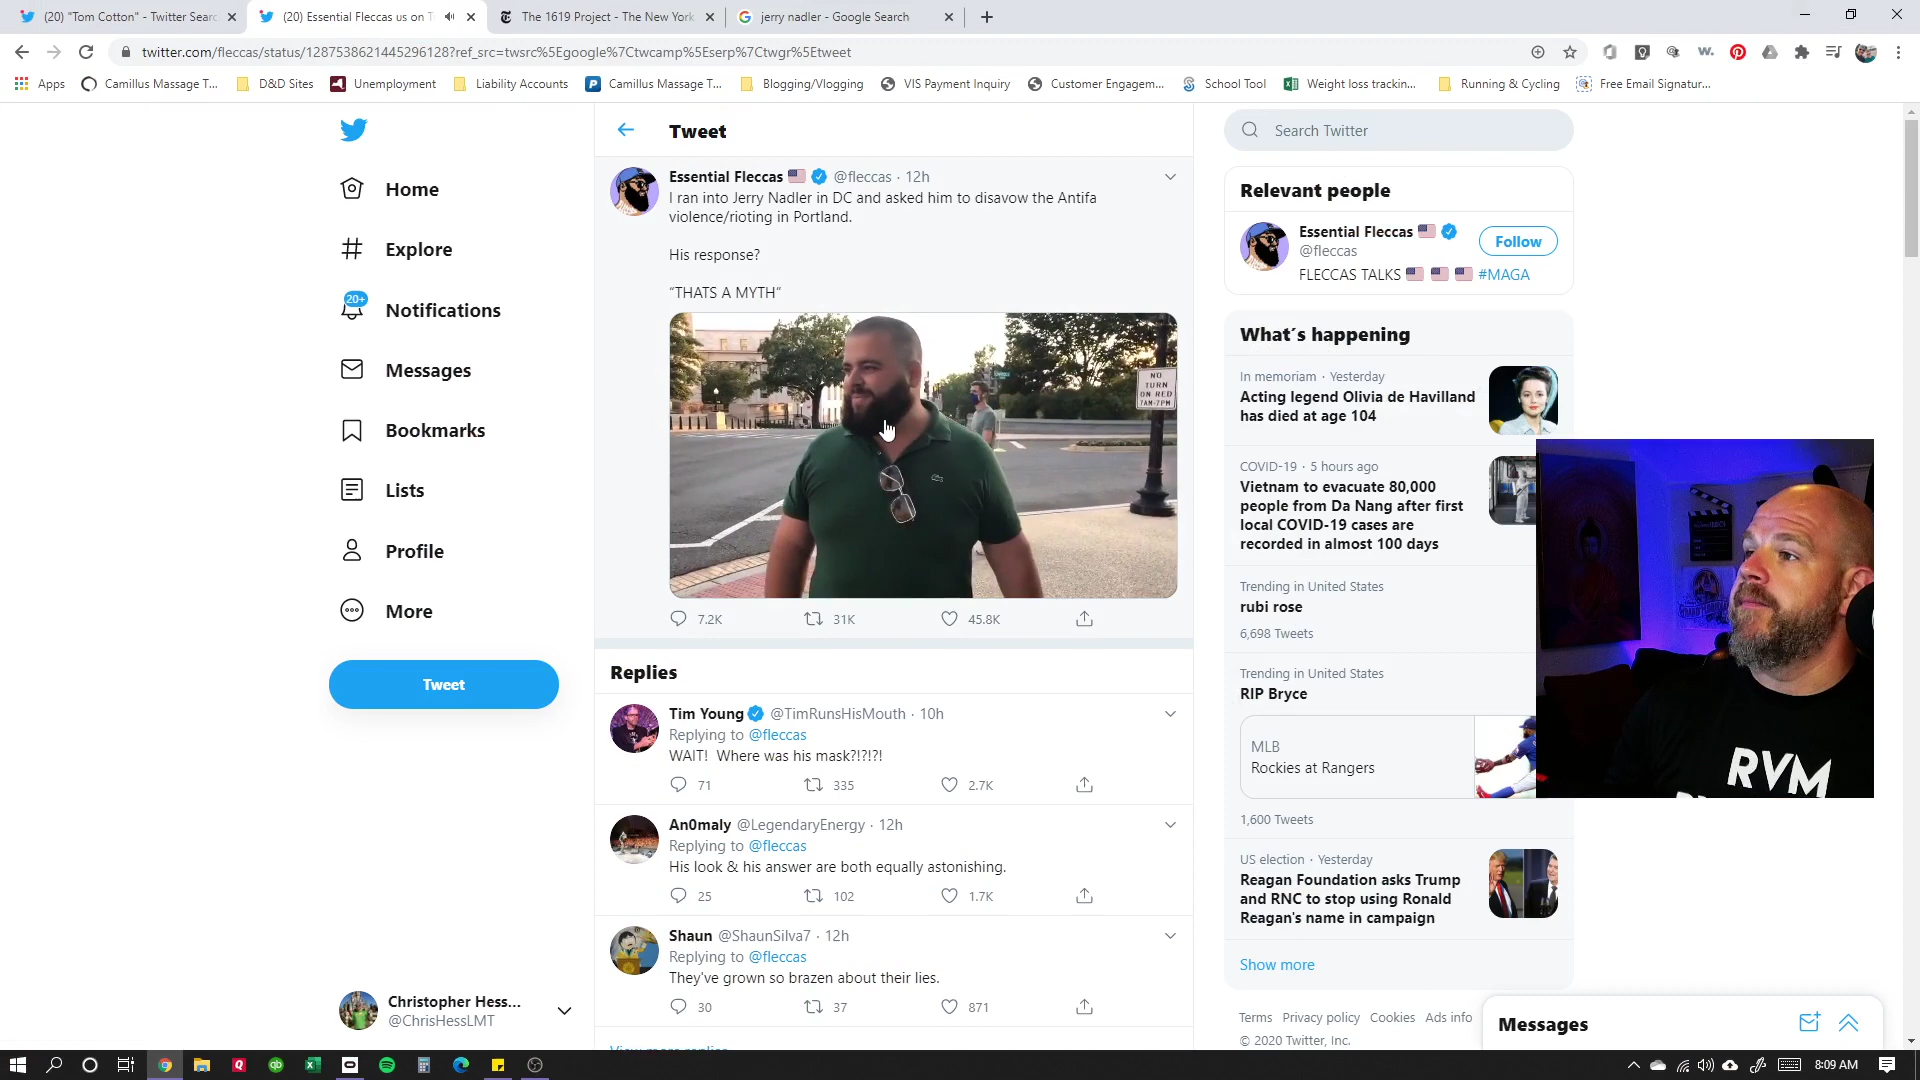 (20) "Tom Cotton" - Twitter Searc
(20) Essential Fleccas us on T
The 1619 Project - The New York
jerry nadler - Google Search
twitter.com/fleccas/status/1287538621445296128?ref_src=twsrc%5Egoogle%7Ctwcamp%5Eserp%7Ctwgr%5Etweet
Apps
Camillus Massage T...
D&D Sites
Unemployment
Liability Accounts
Camillus Massage T...
Blogging/Vlogging
VIS Payment Inquiry
Customer Engagem...
School Tool
Weight loss trackin...
Running & Cycling
Free Email Signatur...
Home
Explore
20+
Notifications
Messages
Bookmarks
Lists
Profile
More
Tweet
Christopher Hess...
@ChrisHessLMT
Tweet
Essential Fleccas @fleccas · 12h
I ran into Jerry Nadler in DC and asked him to disavow the Antifa
violence/rioting in Portland.
His response?
“THATS A MYTH”
NO
TURN
ON RED
7AM-7PM
7.2K 31K 45.8K
Replies
Tim Young @TimRunsHisMouth · 10h
Replying to @fleccas
WAIT! Where was his mask?!?!?!
71 335 2.7K
An0maly @LegendaryEnergy · 12h
Replying to @fleccas
His look & his answer are both equally astonishing.
25 102 1.7K
Shaun @ShaunSilva7 · 12h
Replying to @fleccas
They've grown so brazen about their lies.
30 37 871
View more replies
Search Twitter
Relevant people
Essential Fleccas
@fleccas
Follow
FLECCAS TALKS #MAGA
What's happening
In memoriam · Yesterday
Acting legend Olivia de Havilland
has died at age 104
COVID-19 · 5 hours ago
Vietnam to evacuate 80,000
people from Da Nang after first
local COVID-19 cases are
recorded in almost 100 days
Trending in United States
rubi rose
6,698 Tweets
Trending in United States
RIP Bryce
MLB
Rockies at Rangers
1,600 Tweets
US election · Yesterday
Reagan Foundation asks Trump
and RNC to stop using Ronald
Reagan's name in campaign
Show more
Terms Privacy policy Cookies Ads info
© 2020 Twitter, Inc.
RVM
Messages
8:09 AM